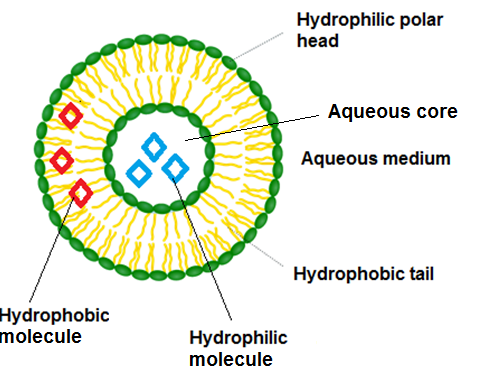 Hydrophilic polar
head
Aqueous core
Aqueous medium
Hydrophobic tail
Hydrophobic
molecule
Hydrophilic
molecule